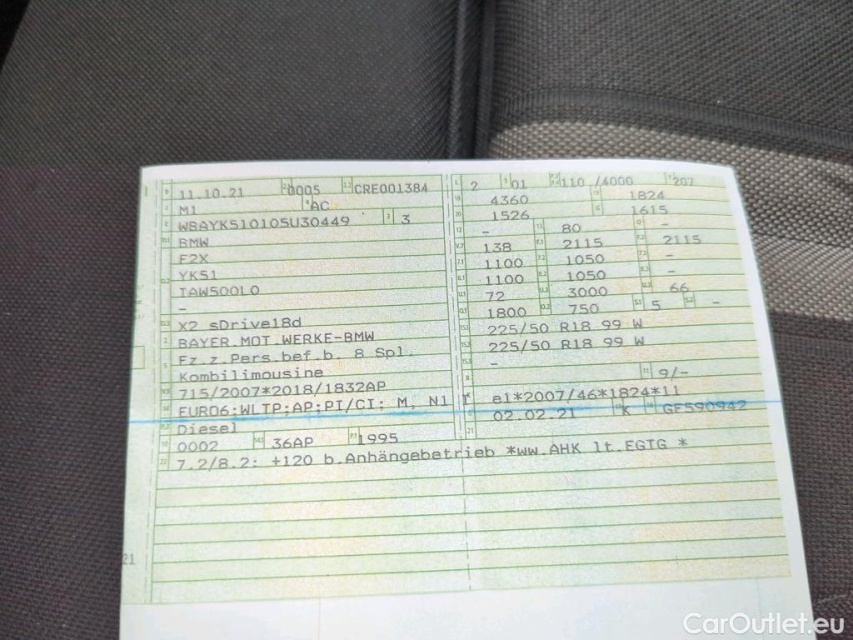 11.10.21 0005 CRE001384 2 01 110 /4000 207
M1 AC 4360 1824
WBAYK510105U30449 3 1526 1615
BMW - 80 -
F2X 138 2115 2115
YK51 1100 1050 -
TAW500L0 1100 1050 -
- 72 3000 66
X2 sDrive18d 1800 750 5 -
BAYER.MOT.WERKE-BMW 225/50 R18 99 W
Fz.z.Pers.bef.b. 8 Spl. 225/50 R18 99 W
Kombilimousine -
715/2007*2018/1832AP 9/-
EURO6;WLTP;AP;PI/CI; M, N1 I e1*2007/46*1824*11
Diesel 02.02.21 K GF590942
0002 36AP 1995
7.2/8.2: +120 b.Anhängebetrieb *ww.AHK lt.EGTG *
21
CarOutlet.eu